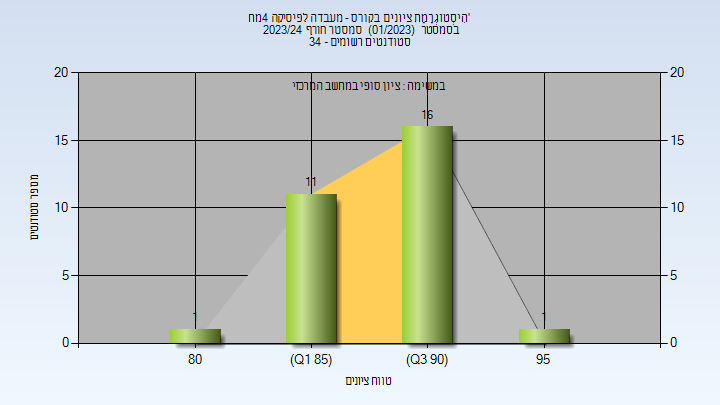 היסטוגרמת ציונים בקורס - מעבדה לפיסיקה 4מח'
בסמסטר (01/2023) סמסטר חורף 2023/24
סטודנטים רשומים - 34
במשימה : ציון סופי במחשב המרכזי
20
15
10
5
0
20
15
10
5
0
מספר סטודנטים
1
11
16
1
80
(Q1 85)
(Q3 90)
95
טווח ציונים